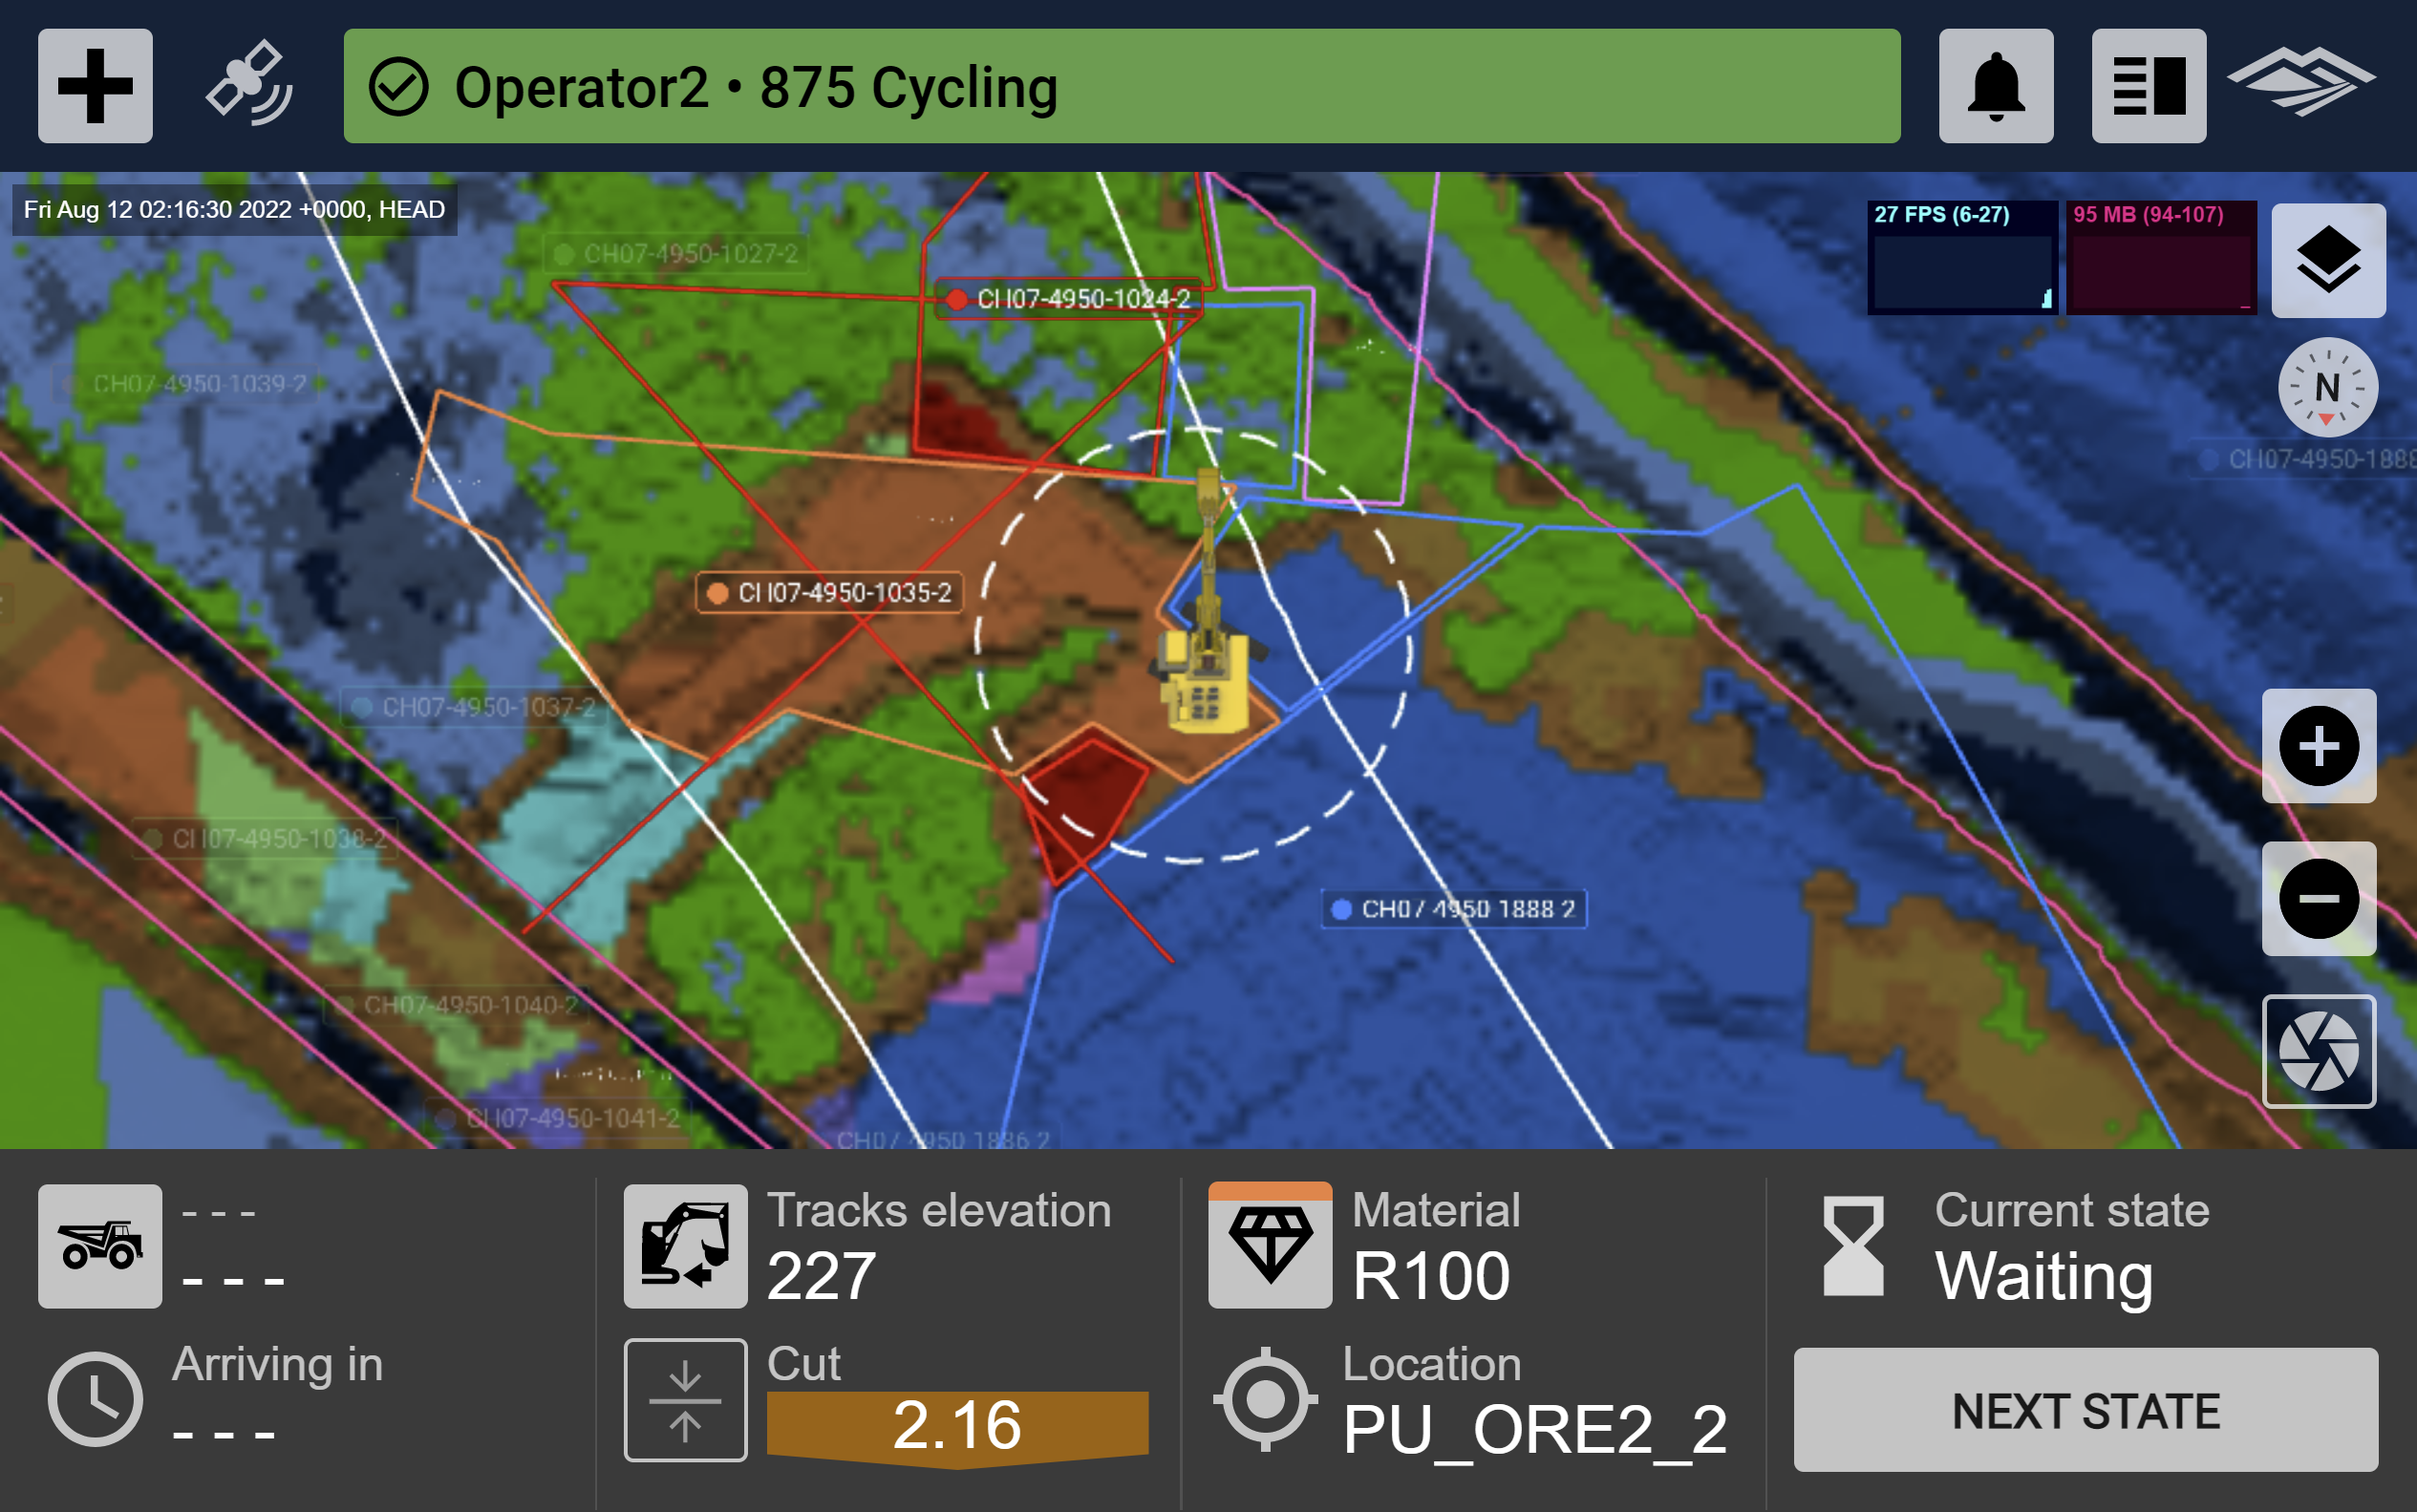 Operator2 • 875 Cycling
Fri Aug 12 02:16:30 2022 +0000, HEAD
27 FPS (6-27)
95 MB (94-107)
CH07-4950-1027-2
CH07-4950-1024-2
CH07-4950-1039-2
N
CH07-4950-1888
CH07-4950-1035-2
CH07-4950-1037-2
CH07-4950-1038-2
CH07-4950-1888-2
CH07-4950-1040-2
CH07-4950-1041-2
CH07-4950-1886-2
- - -
- - -
Arriving in
- - -
Tracks elevation
227
Cut
2.16
Material
R100
Location
PU_ORE2_2
Current state
Waiting
NEXT STATE